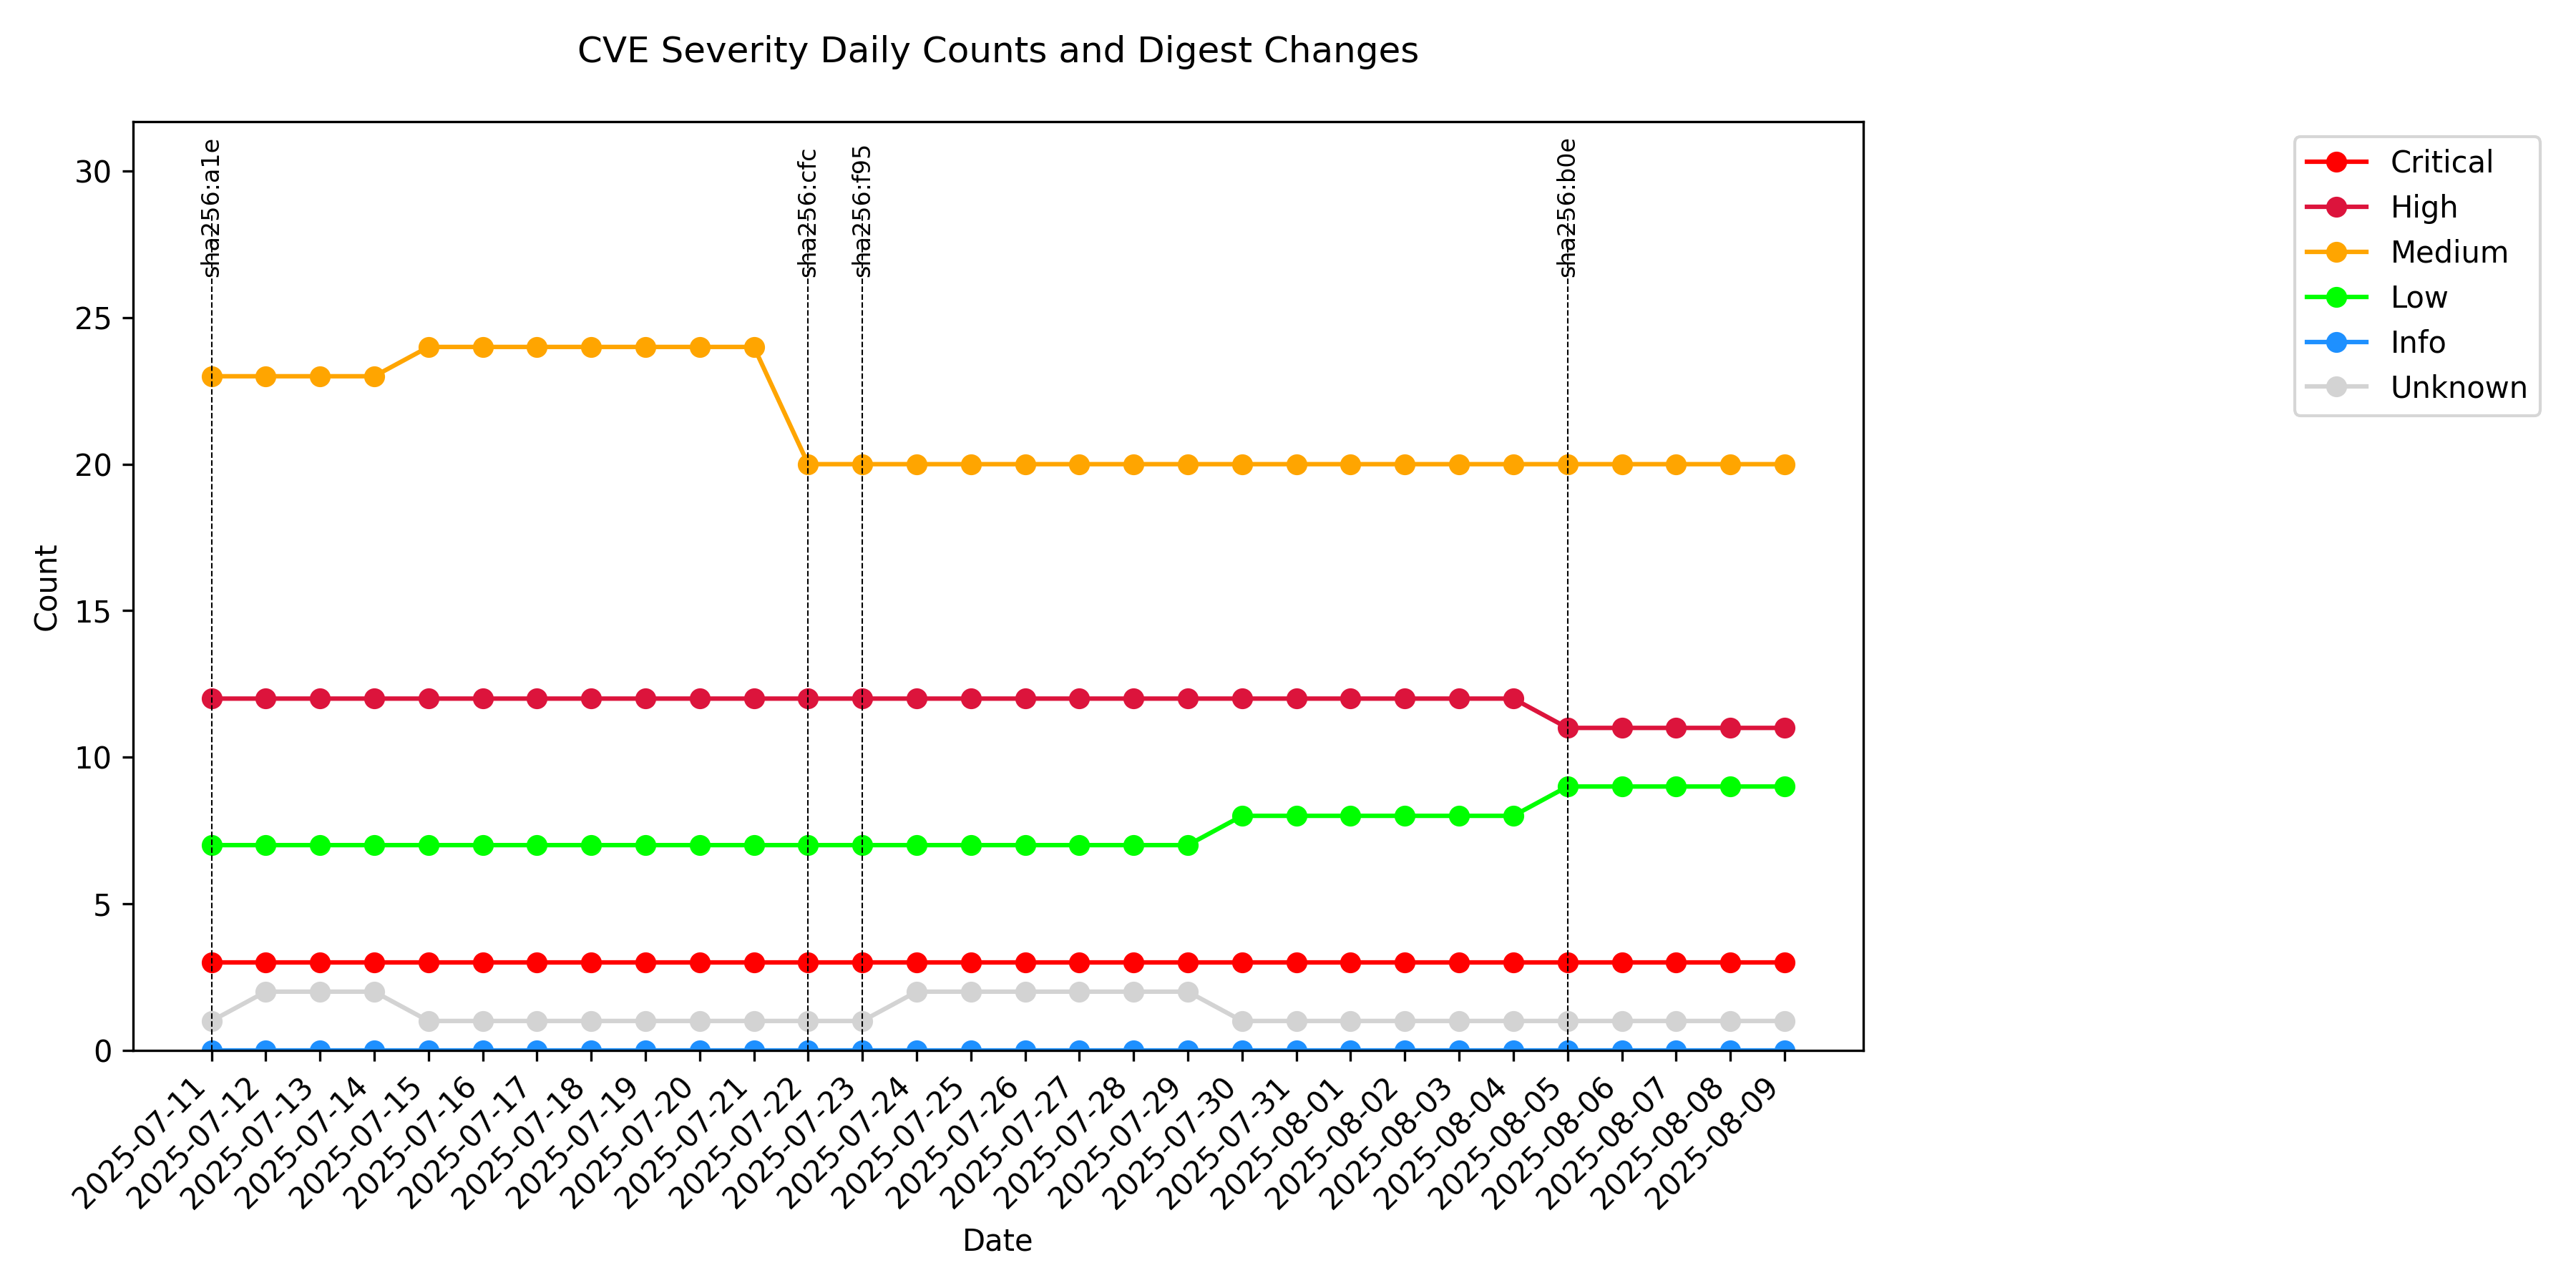 CVE Severity Daily Counts and Digest Changes
sha256:a1e
sha256:cfc
sha256:f95
sha256:b0e
Critical
High
Medium
Low
Info
Unknown
Count
30
25
20
15
10
5
0
2025-07-11
2025-07-12
2025-07-13
2025-07-14
2025-07-15
2025-07-16
2025-07-17
2025-07-18
2025-07-19
2025-07-20
2025-07-21
2025-07-22
2025-07-23
2025-07-24
2025-07-25
2025-07-26
2025-07-27
2025-07-28
2025-07-29
2025-07-30
2025-07-31
2025-08-01
2025-08-02
2025-08-03
2025-08-04
2025-08-05
2025-08-06
2025-08-07
2025-08-08
2025-08-09
Date